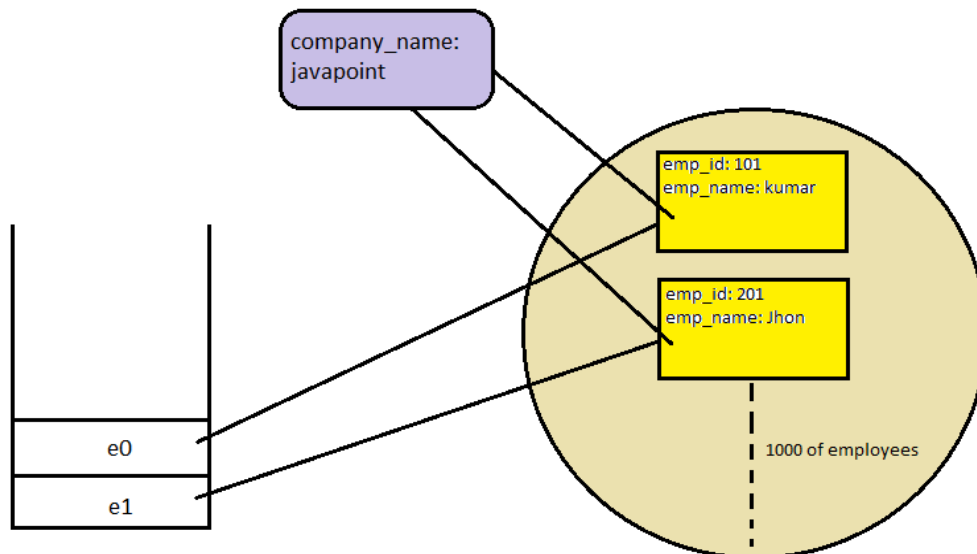 company_name:
javapoint
emp_id: 101
emp_name: kumar
emp_id: 201
emp_name: Jhon
1000 of employees
e0
e1